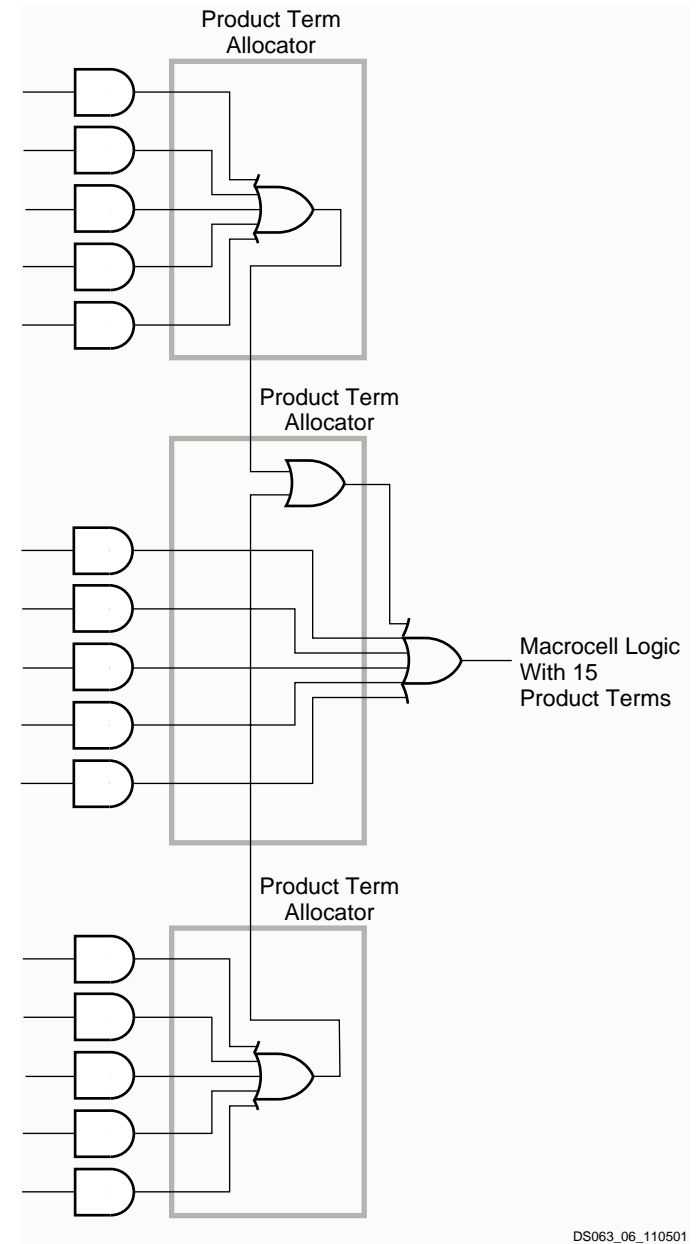 Product Term
Allocator
Product Term
Allocator
Macrocell Logic
With 15
Product Terms
Product Term
Allocator
DS063_06_110501